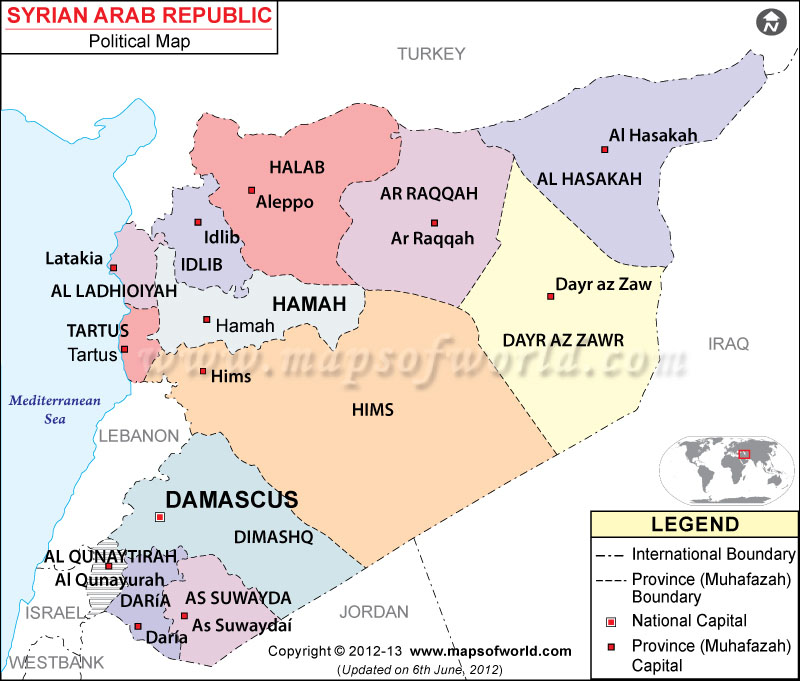 SYRIAN ARAB REPUBLIC
Political Map
N
TURKEY
Al Hasakah
AL HASAKAH
HALAB
Aleppo
AR RAQQAH
Ar Raqqah
Idlib
IDLIB
Latakia
AL LADHIOIYAH
HAMAH
Hamah
Dayr az Zaw
DAYR AZ ZAWR
TARTUS
Tartus
www.mapsofworld.com
IRAQ
Hims
HIMS
Mediterranean
Sea
LEBANON
DAMASCUS
DIMASHQ
AL QUNAYTIRAH
Al Qunayurah
DARíA
Daría
AS SUWAYDA
As Suwaydaí
ISRAEL
JORDAN
WESTBANK
LEGEND
International Boundary
Province (Muhafazah)
Boundary
National Capital
Province (Muhafazah)
Capital
Copyright © 2012-13 www.mapsofworld.com
(Updated on 6th June, 2012)